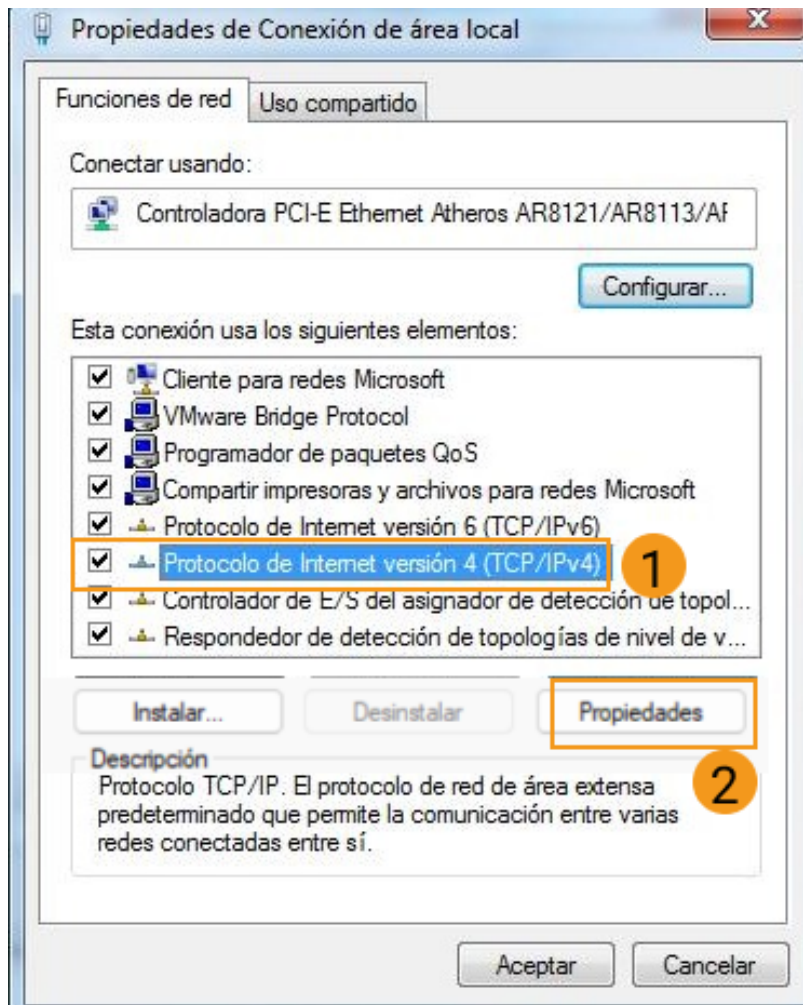 Propiedades de Conexión de área local
x
Funciones de red
Uso compartido
Conectar usando:
Controladora PCI-E Ethernet Atheros AR8121/AR8113/AF
Configurar...
Esta conexión usa los siguientes elementos:
Cliente para redes Microsoft
VMware Bridge Protocol
Programador de paquetes QoS
Compartir impresoras y archivos para redes Microsoft
Protocolo de Internet versión 6 (TCP/IPv6)
Protocolo de Internet versión 4 (TCP/IPv4)
1
Controlador de E/S del asignador de detección de topol...
Respondedor de detección de topologías de nivel de v...
Instalar...
Desinstalar
Propiedades
2
Descripción
Protocolo TCP/IP. El protocolo de red de área extensa
predeterminado que permite la comunicación entre varias
redes conectadas entre sí.
Aceptar
Cancelar